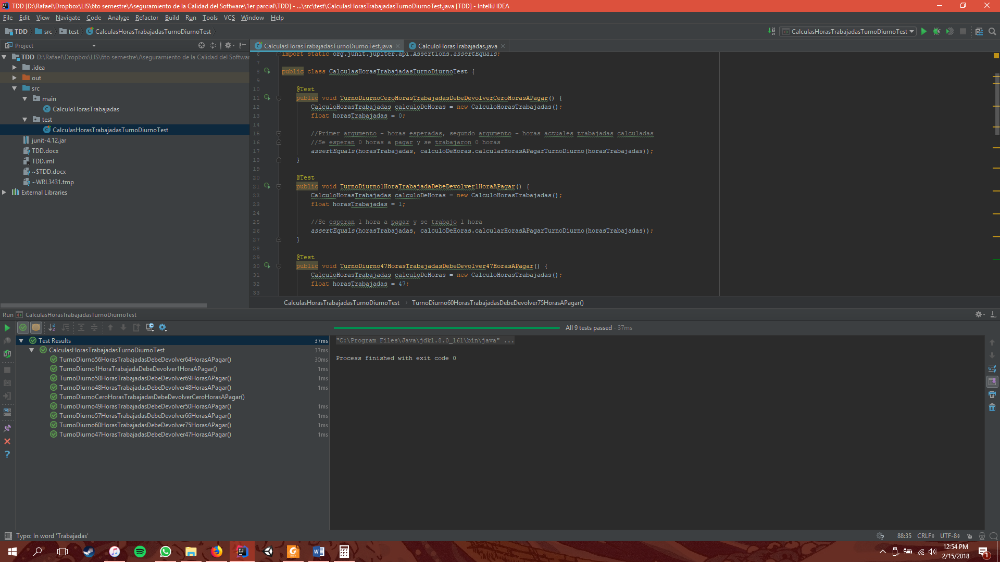 TDD [D:\Rafael\Dropbox\LIS\6to semestre\Aseguramiento de la Calidad del Software\1er parcial\TDD] - ...\src\test\CalculasHorasTrabajadasTurnoDiurnoTest.java [TDD] - IntelliJ IDEA
File Edit View Navigate Code Analyze Refactor Build Run Tools VCS Window Help
TDD src test CalculasHorasTrabajadasTurnoDiurnoTest
CalculasHorasTrabajadasTurnoDiurnoTest
Project
TDD D:\Rafael\Dropbox\LIS\6to semestre\Aseguramiento de la Calidad del Softwar
.idea
out
src
main
CalculoHorasTrabajadas
test
CalculasHorasTrabajadasTurnoDiurnoTest
junit-4.12.jar
TDD.docx
TDD.iml
~$TDD.docx
~WRL3431.tmp
External Libraries
CalculasHorasTrabajadasTurnoDiurnoTest.java CalculoHorasTrabajadas.java
6 import static org.junit.jupiter.api.Assertions.assertEquals;
7
8 public class CalculasHorasTrabajadasTurnoDiurnoTest {
9
10 @Test
11 public void TurnoDiurnoCeroHorasTrabajadasDebeDevolverCeroHorasAPagar() {
12 CalculoHorasTrabajadas calculoDeHoras = new CalculoHorasTrabajadas();
13 float horasTrabajadas = 0;
14
15 //Primer argumento - horas esperadas, segundo argumento - horas actuales trabajadas calculadas
16 //Se esperan 0 horas a pagar y se trabajaron 0 horas
17 assertEquals(horasTrabajadas, calculoDeHoras.calcularHorasAPagarTurnoDiurno(horasTrabajadas));
18 }
19
20 @Test
21 public void TurnoDiurno1HoraTrabajadaDebeDevolver1HoraAPagar() {
22 CalculoHorasTrabajadas calculoDeHoras = new CalculoHorasTrabajadas();
23 float horasTrabajadas = 1;
24
25 //Se esperan 1 hora a pagar y se trabajo 1 hora
26 assertEquals(horasTrabajadas, calculoDeHoras.calcularHorasAPagarTurnoDiurno(horasTrabajadas));
27 }
28
29 @Test
30 public void TurnoDiurno47HorasTrabajadasDebeDevolver47HorasAPagar() {
31 CalculoHorasTrabajadas calculoDeHoras = new CalculoHorasTrabajadas();
32 float horasTrabajadas = 47;
33
CalculasHorasTrabajadasTurnoDiurnoTest TurnoDiurno60HorasTrabajadasDebeDevolver75HorasAPagar()
Run CalculasHorasTrabajadasTurnoDiurnoTest
All 9 tests passed - 37ms
Test Results 37ms
CalculasHorasTrabajadasTurnoDiurnoTest 37ms
TurnoDiurno56HorasTrabajadasDebeDevolver64HorasAPagar() 30ms
TurnoDiurno1HoraTrabajadaDebeDevolver1HoraAPagar() 1ms
TurnoDiurno58HorasTrabajadasDebeDevolver69HorasAPagar() 1ms
TurnoDiurno48HorasTrabajadasDebeDevolver48HorasAPagar() 1ms
TurnoDiurnoCeroHorasTrabajadasDebeDevolverCeroHorasAPagar()
TurnoDiurno49HorasTrabajadasDebeDevolver50HorasAPagar() 1ms
TurnoDiurno57HorasTrabajadasDebeDevolver66HorasAPagar() 1ms
TurnoDiurno60HorasTrabajadasDebeDevolver75HorasAPagar() 1ms
TurnoDiurno47HorasTrabajadasDebeDevolver47HorasAPagar() 1ms
"C:\Program Files\Java\jdk1.8.0_161\bin\java" ...
Process finished with exit code 0
Typo: In word 'Trabajadas'
88:35 CRLF UTF-8
12:54 PM
2/15/2018
1